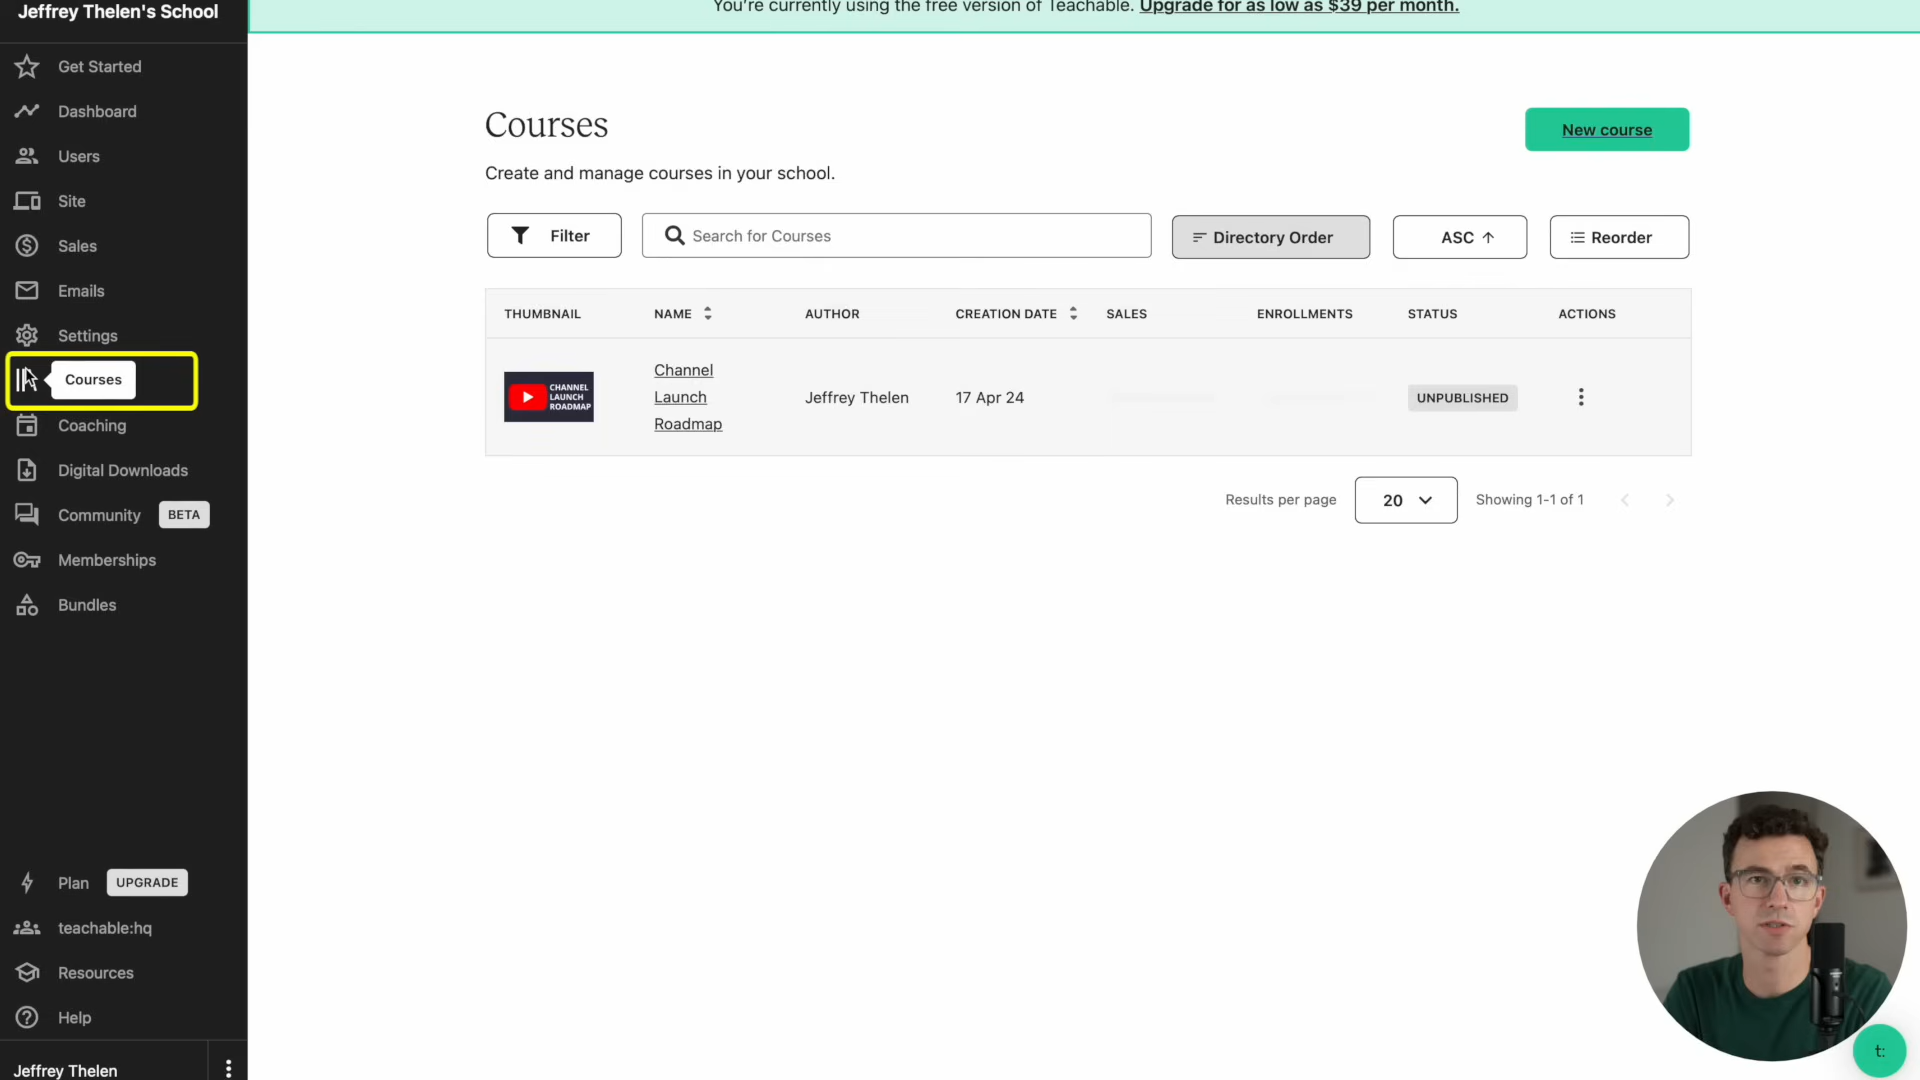 Jeffrey Thelen's School
Get Started
Dashboard
Users
Site
Sales
Emails
Settings
Courses
Coaching
Digital Downloads
Community BETA
Memberships
Bundles
Plan UPGRADE
teachable:hq
Resources
Help
Jeffrey Thelen
You're currently using the free version of Teachable. Upgrade for as low as $39 per month.
Courses
New course
Create and manage courses in your school.
Filter
Search for Courses
Directory Order
ASC ↑
Reorder
THUMBNAIL NAME AUTHOR CREATION DATE SALES ENROLLMENTS STATUS ACTIONS
CHANNEL
LAUNCH
ROADMAP
Channel
Launch
Roadmap
Jeffrey Thelen
17 Apr 24
UNPUBLISHED
Results per page 20 Showing 1-1 of 1
t: